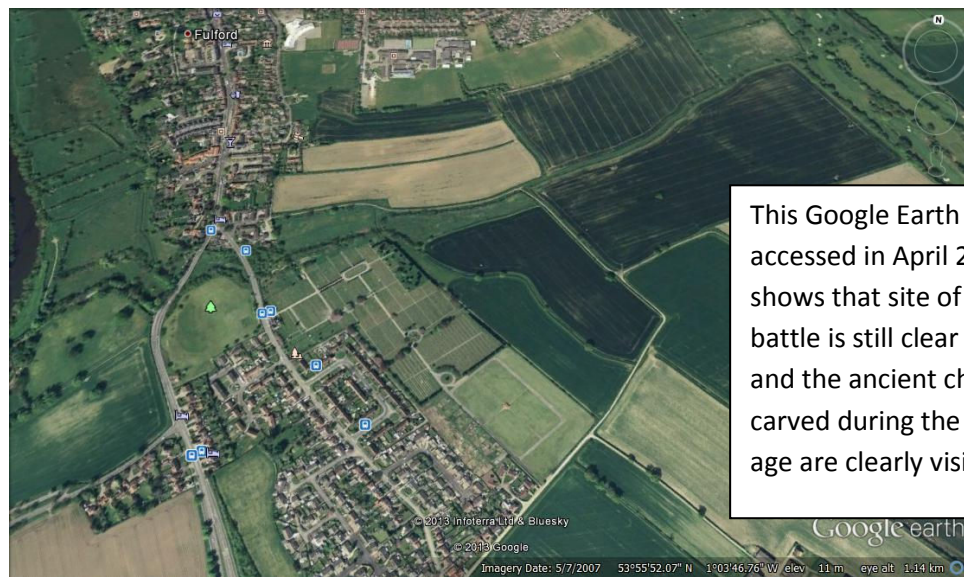 Fulford
N
This Google Earth
accessed in April 2
shows that site of
battle is still clear
and the ancient ch
carved during the
age are clearly visi
© 2013 Infoterra Ltd & Bluesky
© 2013 Google
Google earth
Imagery Date: 5/7/2007 53°55'52.07" N 1°03'46.76" W elev 11 m eye alt 1.14 km